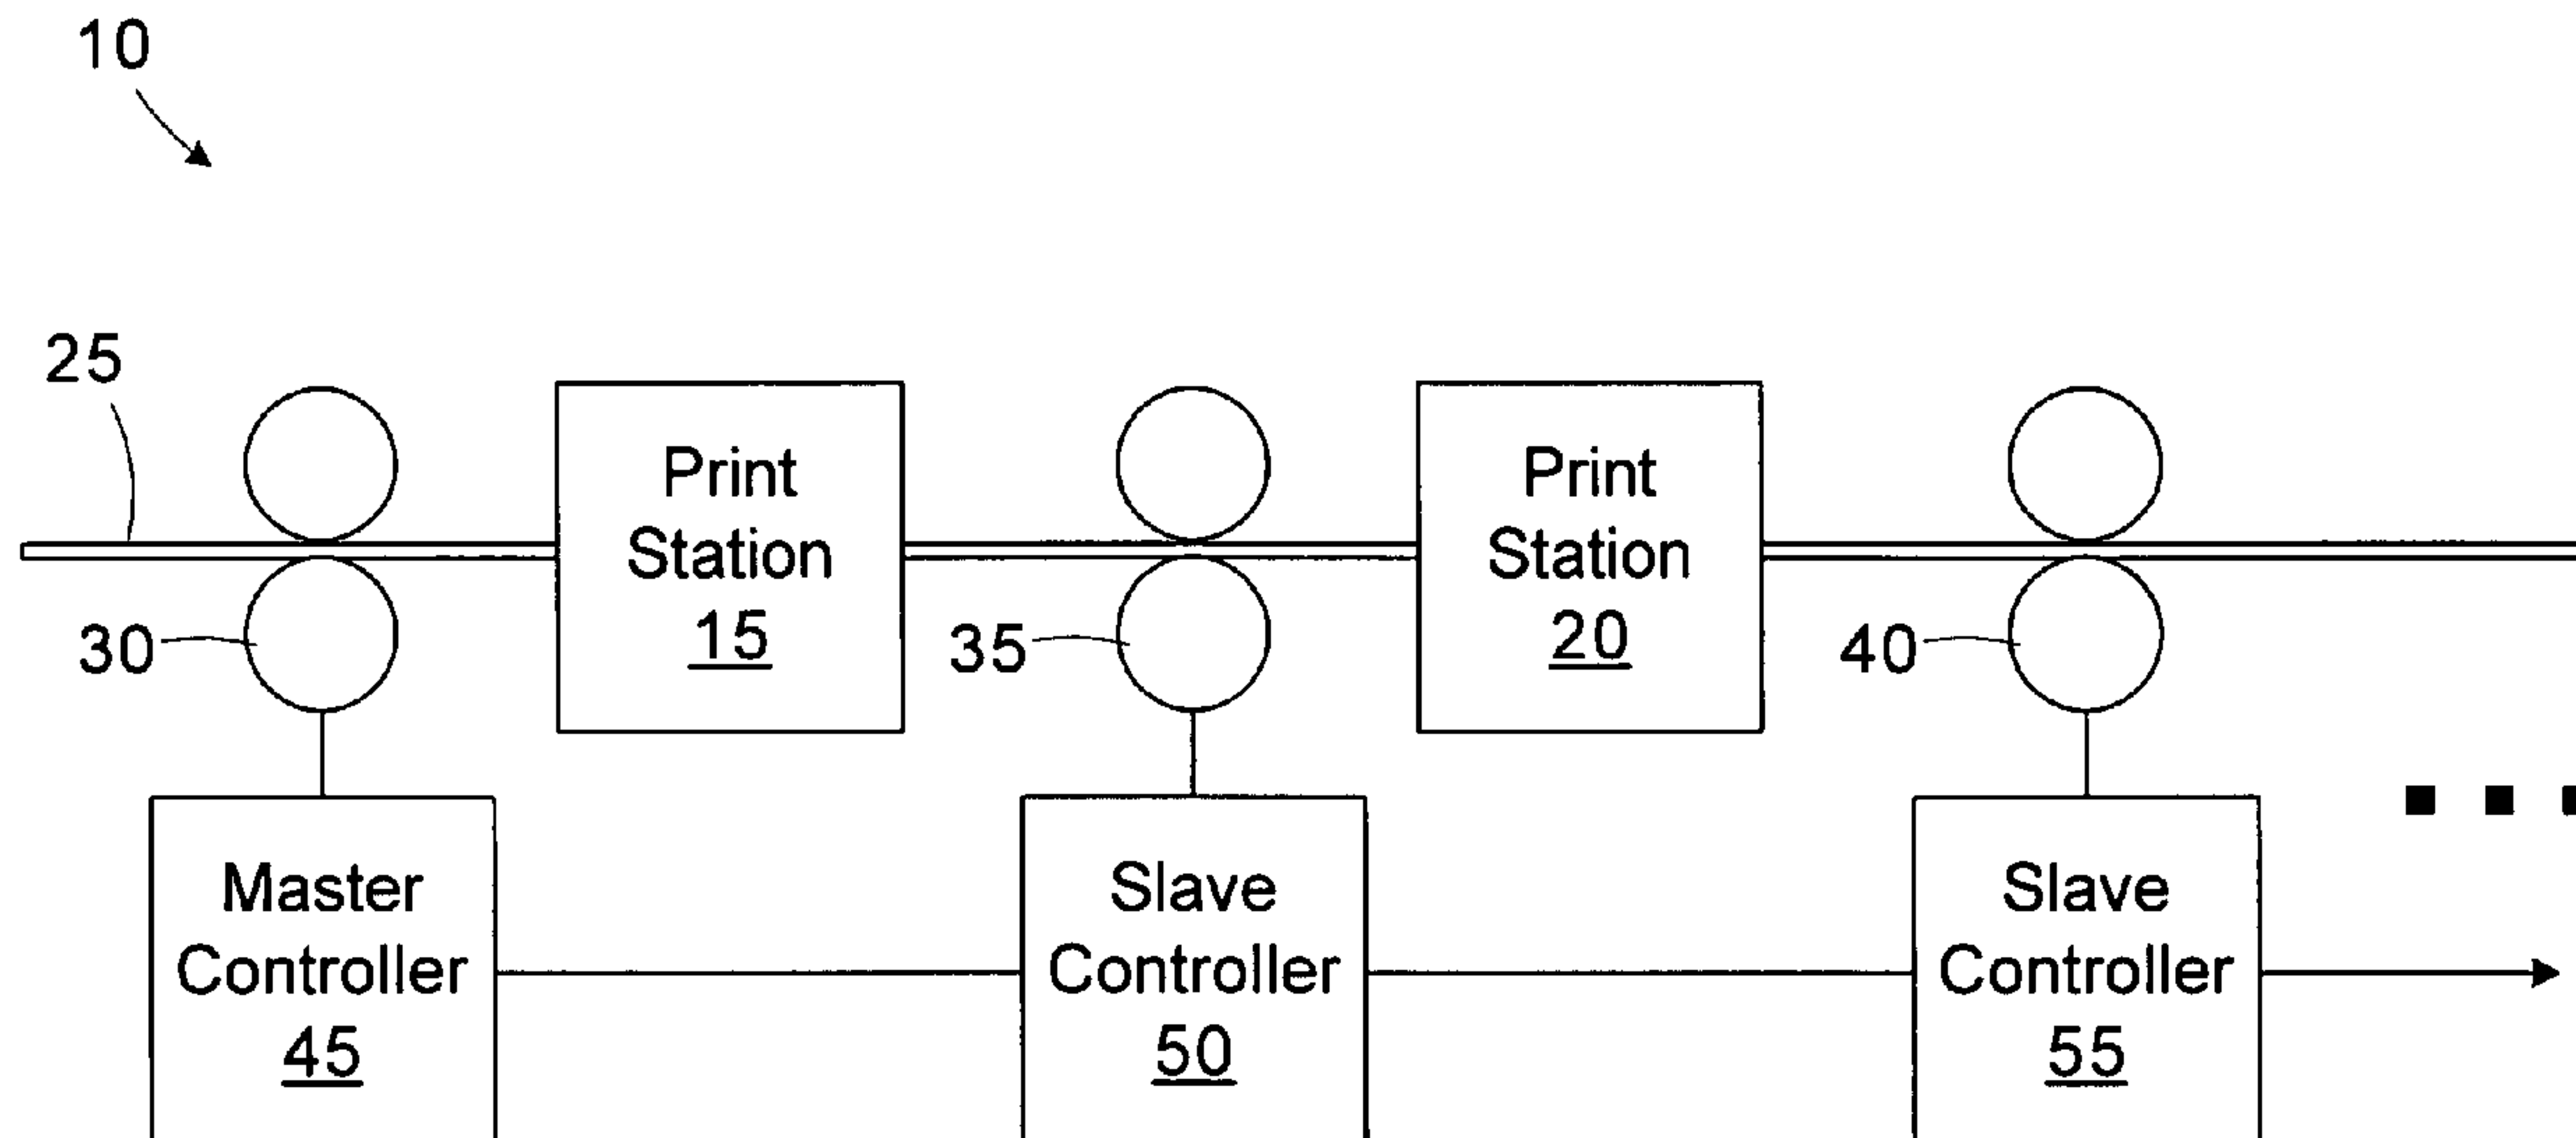 10
25
Print
Station
15
Print
Station
20
30
35
40
Master
Controller
45
Slave
Controller
50
Slave
Controller
55